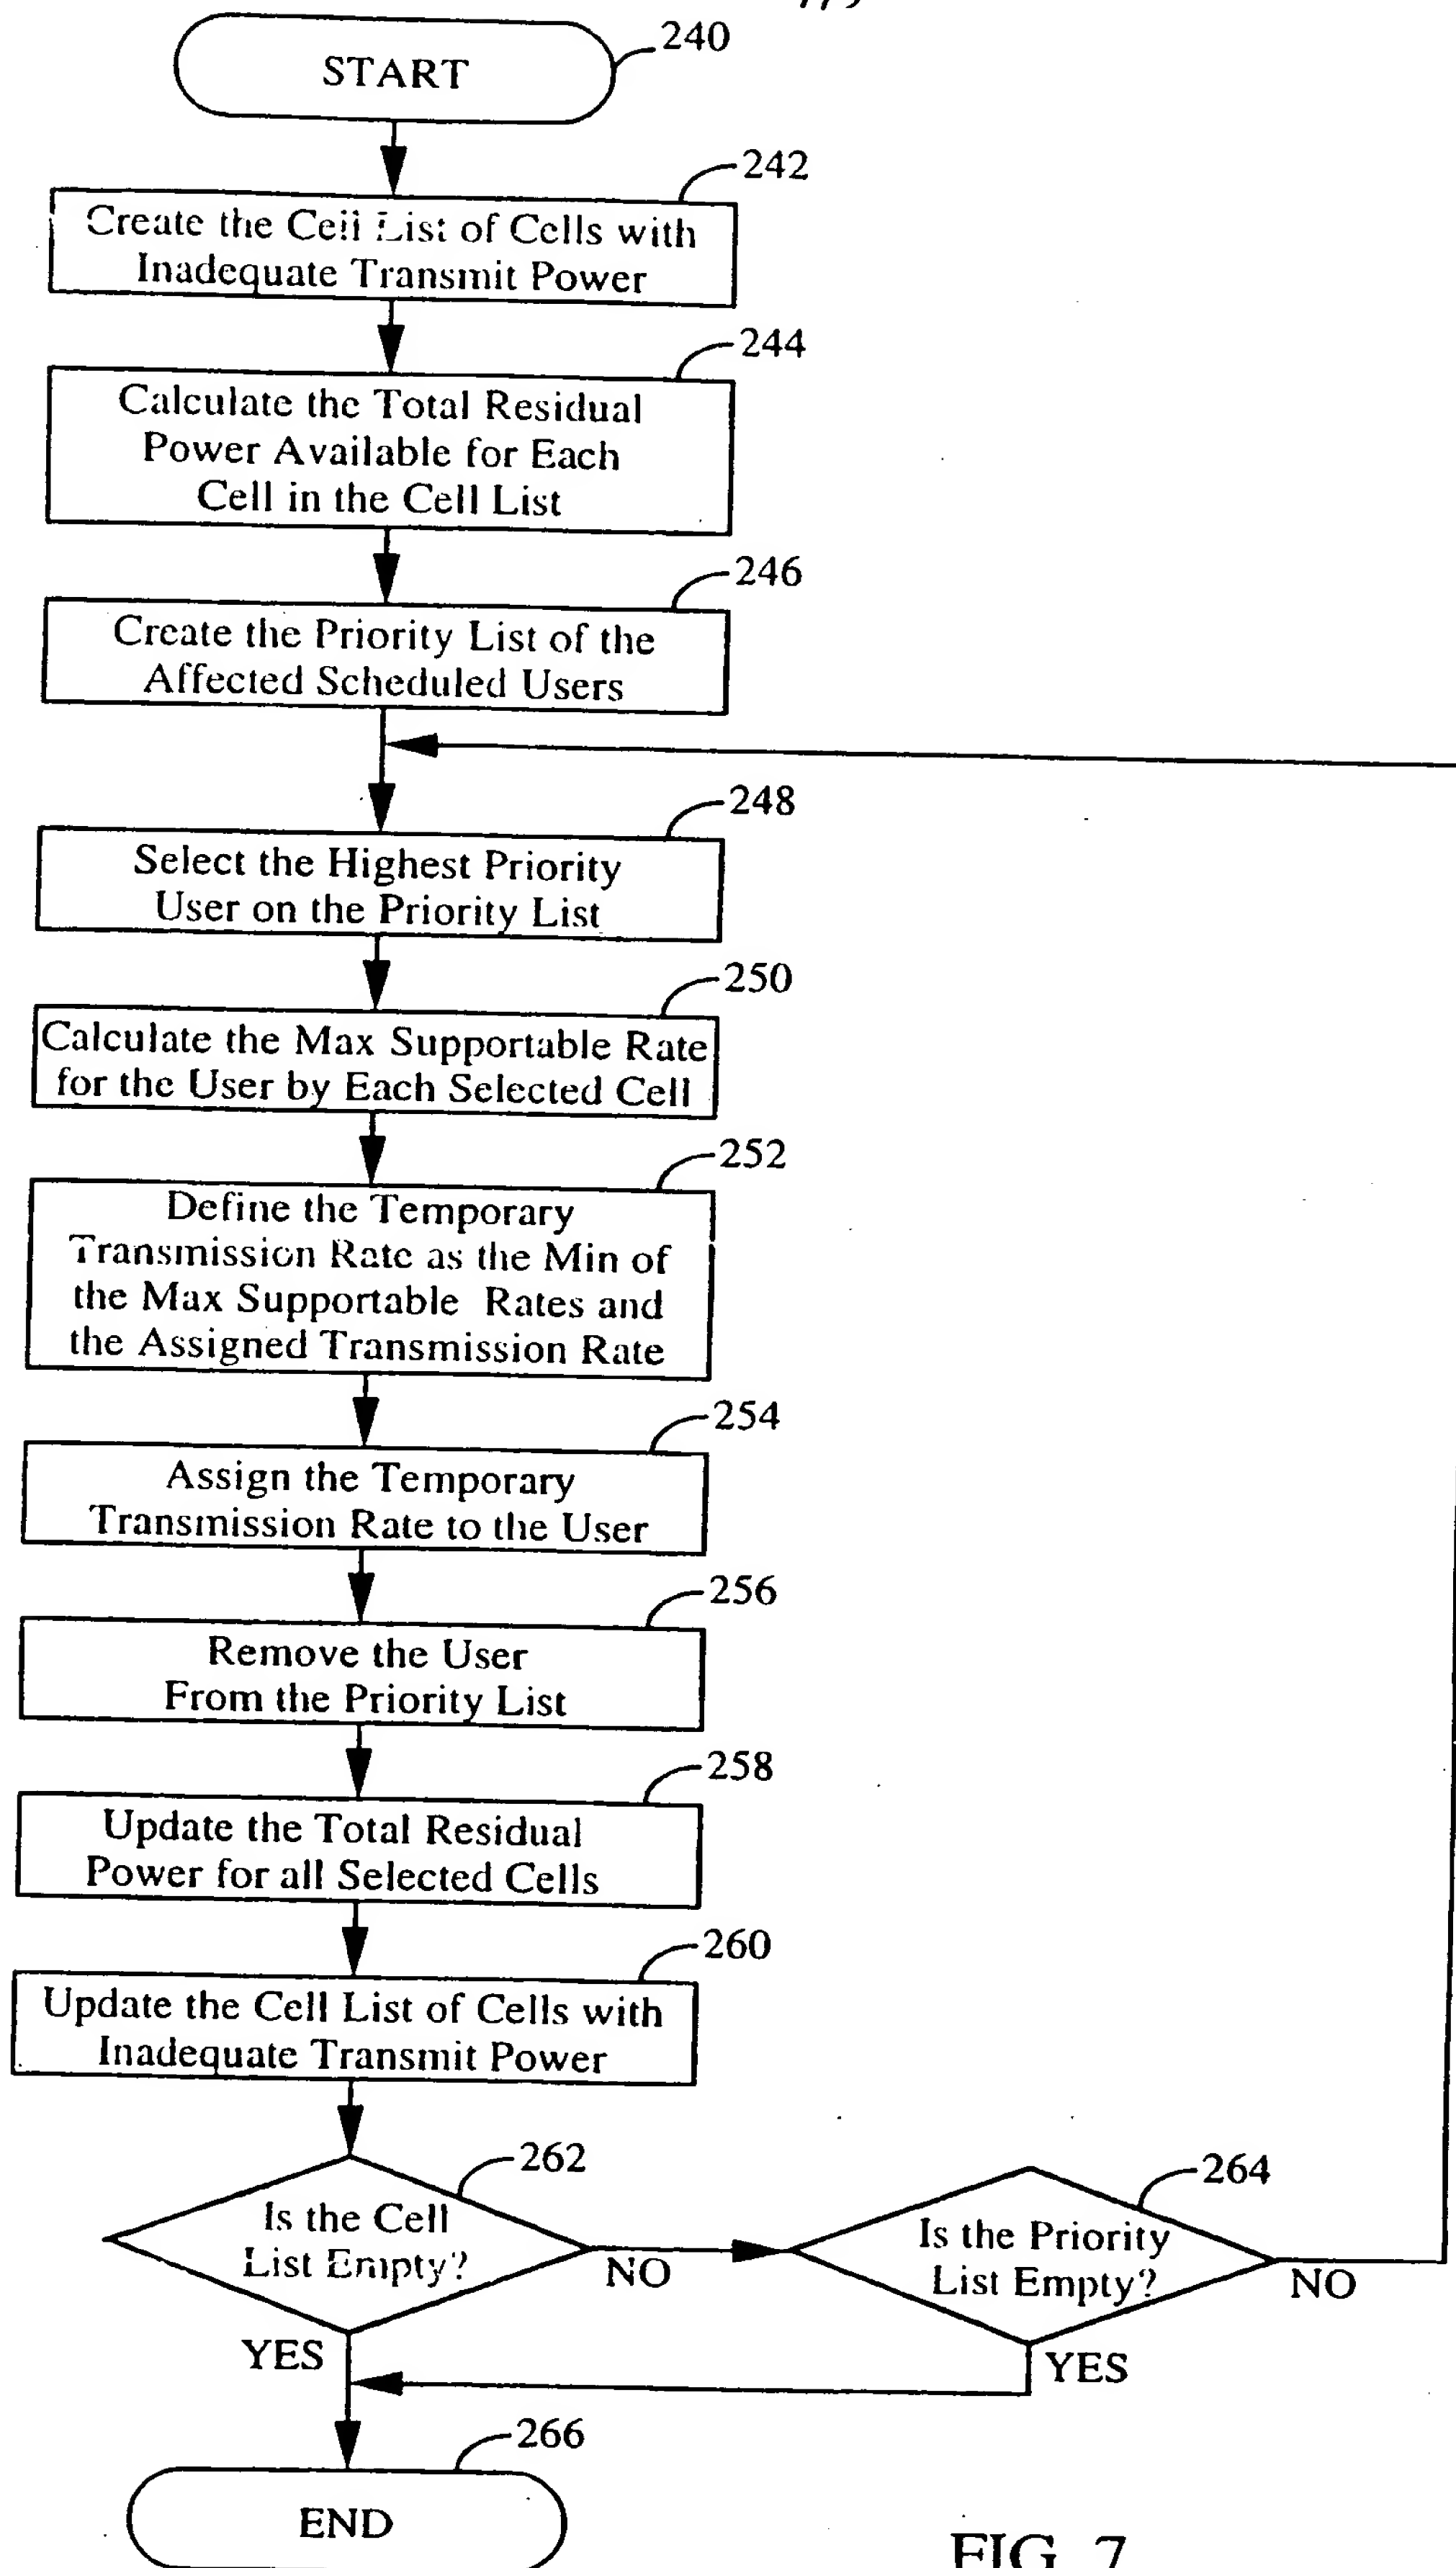 240
START
242
Create the Cell List of Cells with
Inadequate Transmit Power
244
Calculate the Total Residual
Power Available for Each
Cell in the Cell List
246
Create the Priority List of the
Affected Scheduled Users
248
Select the Highest Priority
User on the Priority List
250
Calculate the Max Supportable Rate
for the User by Each Selected Cell
252
Define the Temporary
Transmission Rate as the Min of
the Max Supportable Rates and
the Assigned Transmission Rate
254
Assign the Temporary
Transmission Rate to the User
256
Remove the User
From the Priority List
258
Update the Total Residual
Power for all Selected Cells
260
Update the Cell List of Cells with
Inadequate Transmit Power
262
Is the Cell
List Empty?
NO
264
Is the Priority
List Empty?
NO
YES
YES
266
END
FIG. 7